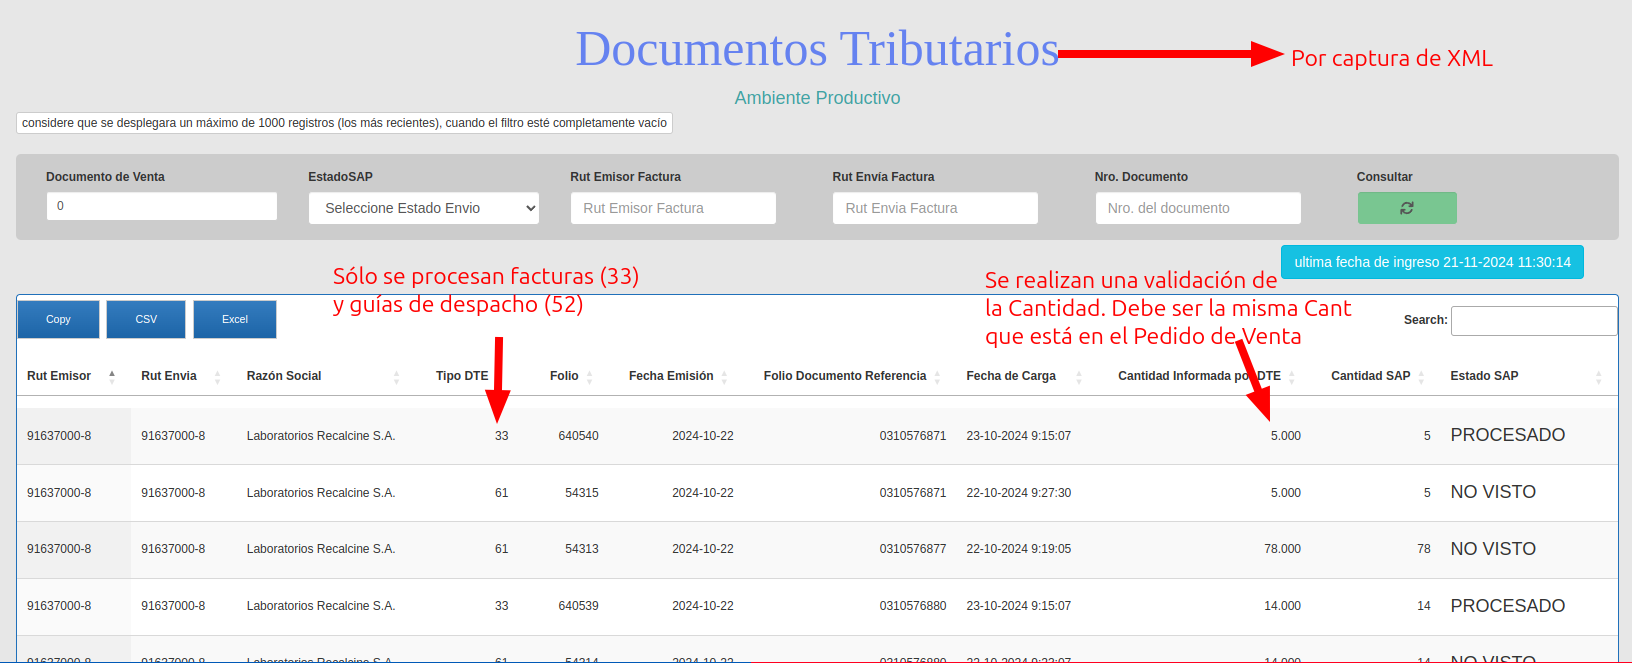 Documentos Tributarios
Por captura de XML
Ambiente Productivo
considere que se desplegara un máximo de 1000 registros (los más recientes), cuando el filtro esté completamente vacío
Documento de Venta EstadoSAP Rut Emisor Factura Rut Envía Factura Nro. Documento Consultar
0 Seleccione Estado Envio Rut Emisor Factura Rut Envia Factura Nro. del documento
ultima fecha de ingreso 21-11-2024 11:30:14
Sólo se procesan facturas (33)
y guías de despacho (52)
Se realizan una validación de
la Cantidad. Debe ser la misma Cant
que está en el Pedido de Venta
Copy CSV Excel Search:
Rut Emisor Rut Envia Razón Social Tipo DTE Folio Fecha Emisión Folio Documento Referencia Fecha de Carga Cantidad Informada por DTE Cantidad SAP Estado SAP
91637000-8 91637000-8 Laboratorios Recalcine S.A. 33 640540 2024-10-22 0310576871 23-10-2024 9:15:07 5.000 5 PROCESADO
91637000-8 91637000-8 Laboratorios Recalcine S.A. 61 54315 2024-10-22 0310576871 22-10-2024 9:27:30 5.000 5 NO VISTO
91637000-8 91637000-8 Laboratorios Recalcine S.A. 61 54313 2024-10-22 0310576877 22-10-2024 9:19:05 78.000 78 NO VISTO
91637000-8 91637000-8 Laboratorios Recalcine S.A. 33 640539 2024-10-22 0310576880 23-10-2024 9:15:07 14.000 14 PROCESADO
91637000-8 91637000-8 Laboratorios Recalcine S.A. 61 54314 2024-10-22 0310576880 14.000 14 NO VISTO